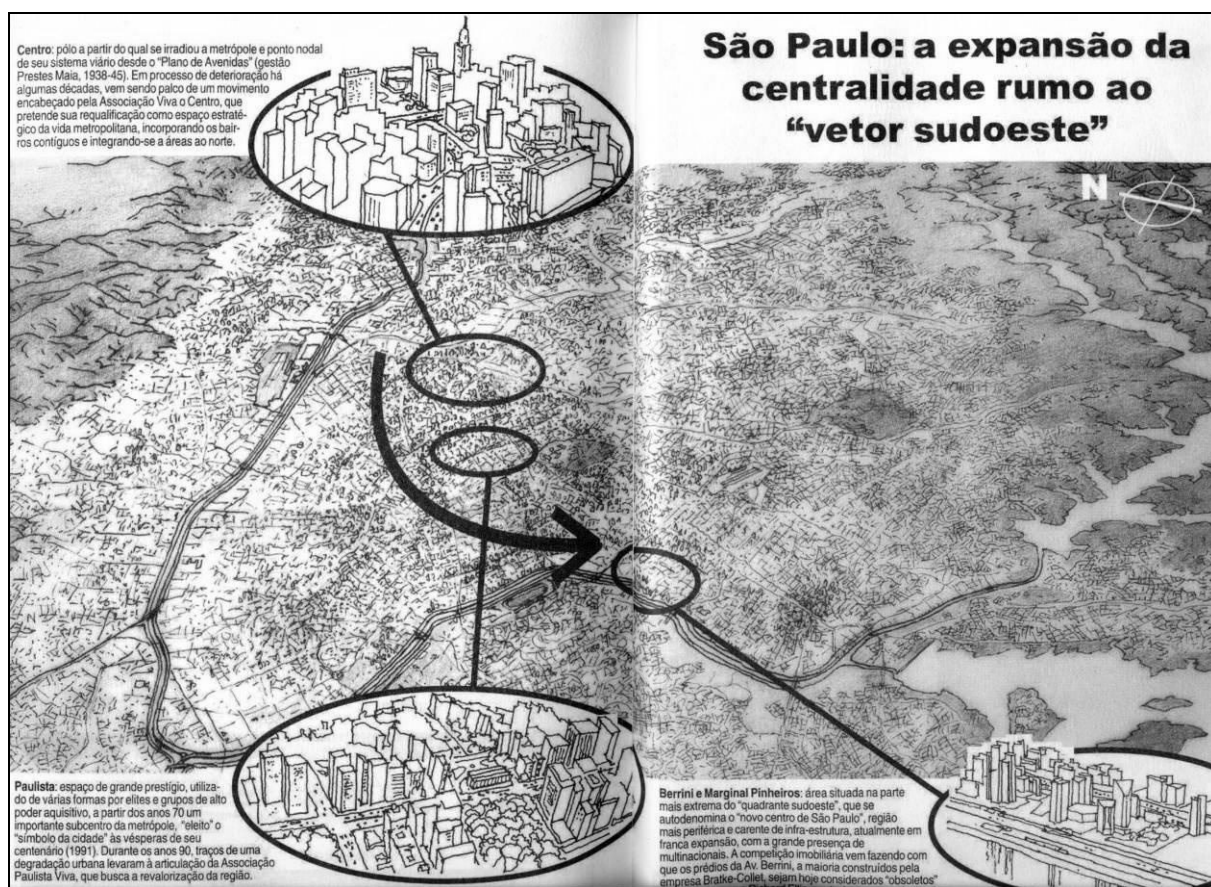 Centro: pólo a partir do qual se irradiou a metrópole e ponto nodal
de seu sistema viário desde o "Plano de Avenidas" (gestão
Prestes Maia, 1938-45). Em processo de deterioração há
algumas décadas, vem sendo palco de um movimento
encabeçado pela Associação Viva o Centro, que
pretende sua requalificação como espaço estraté-
gico da vida metropolitana, incorporando os bair-
ros contíguos e integrando-se a áreas ao norte.
São Paulo: a expansão da
centralidade rumo ao
"vetor sudoeste"
N
Paulista: espaço de grande prestígio, utiliza-
do de várias formas por elites e grupos de alto
poder aquisitivo, a partir dos anos 70 um
importante subcentro da metrópole, "eleito" o
"símbolo da cidade" às vésperas de seu
centenário (1991). Durante os anos 90, traços de uma
degradação urbana levaram à articulação da Associação
Paulista Viva, que busca a revalorização da região.
Berrini e Marginal Pinheiros: área situada na parte
mais extrema do "quadrante sudoeste", que se
autodenomina o "novo centro de São Paulo", região
mais periférica e carente de infra-estrutura, atualmente em
franca expansão, com a grande presença de
multinacionais. A competição imobiliária vem fazendo com
que os prédios da Av. Berrini, a maioria construídos pela
empresa Bratke-Collet, sejam hoje considerados "obsoletos"